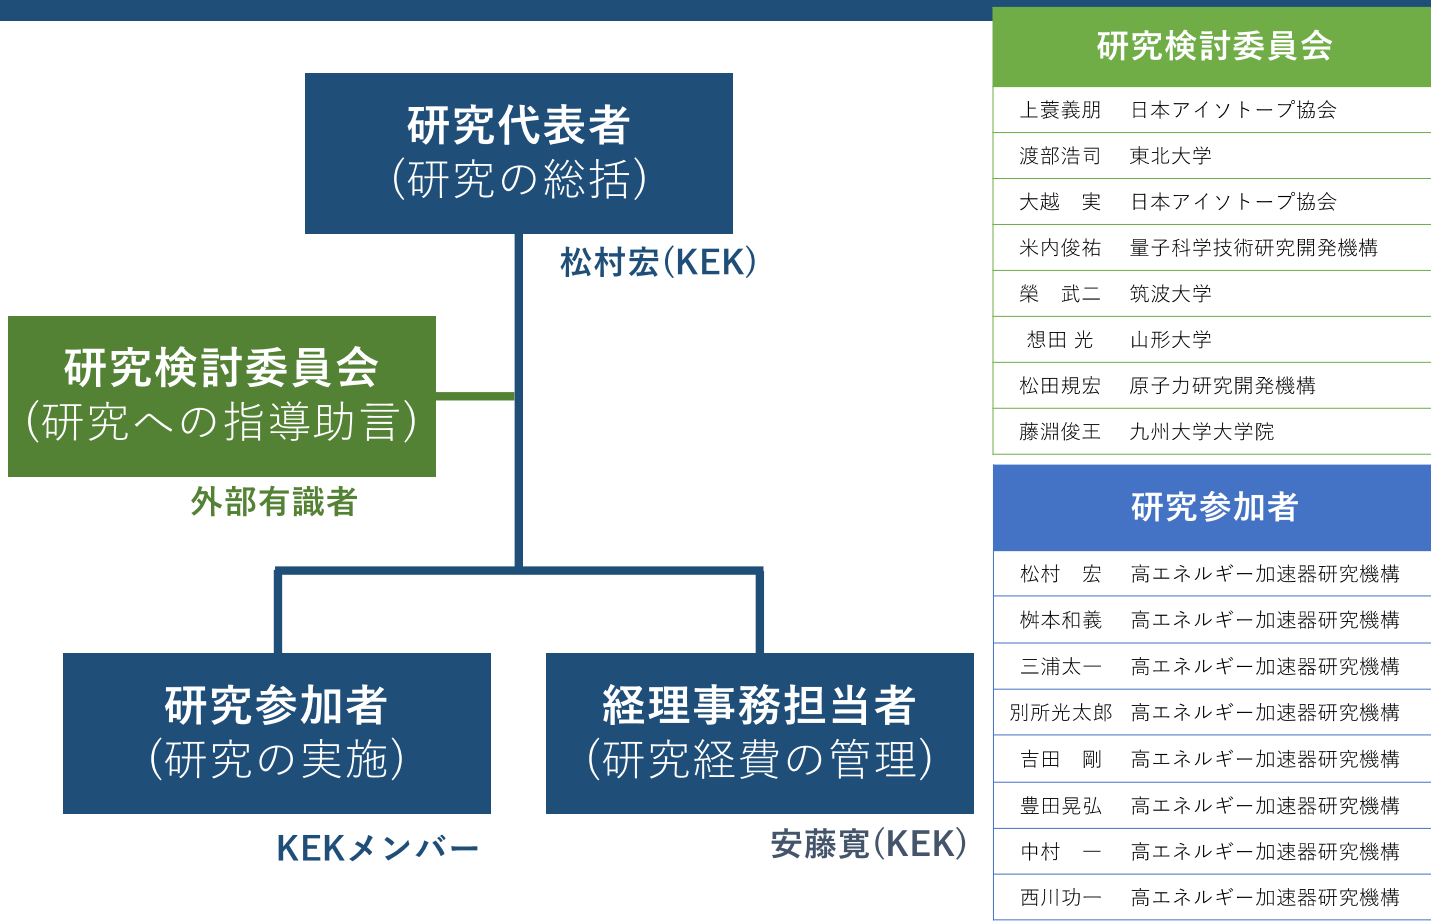 研究代表者
(研究の総括)
松村宏(KEK)
研究検討委員会
(研究への指導助言)
外部有識者
研究参加者
(研究の実施)
KEKメンバー
経理事務担当者
(研究経費の管理)
安藤寛(KEK)
研究検討委員会
上蓑義朋 日本アイソトープ協会
渡部浩司 東北大学
大越　実 日本アイソトープ協会
米内俊祐 量子科学技術研究開発機構
榮　武二 筑波大学
想田 光 山形大学
松田規宏 原子力研究開発機構
藤淵俊王 九州大学大学院
研究参加者
松村　宏 高エネルギー加速器研究機構
桝本和義 高エネルギー加速器研究機構
三浦太一 高エネルギー加速器研究機構
別所光太郎 高エネルギー加速器研究機構
吉田　剛 高エネルギー加速器研究機構
豊田晃弘 高エネルギー加速器研究機構
中村　一 高エネルギー加速器研究機構
西川功一 高エネルギー加速器研究機構